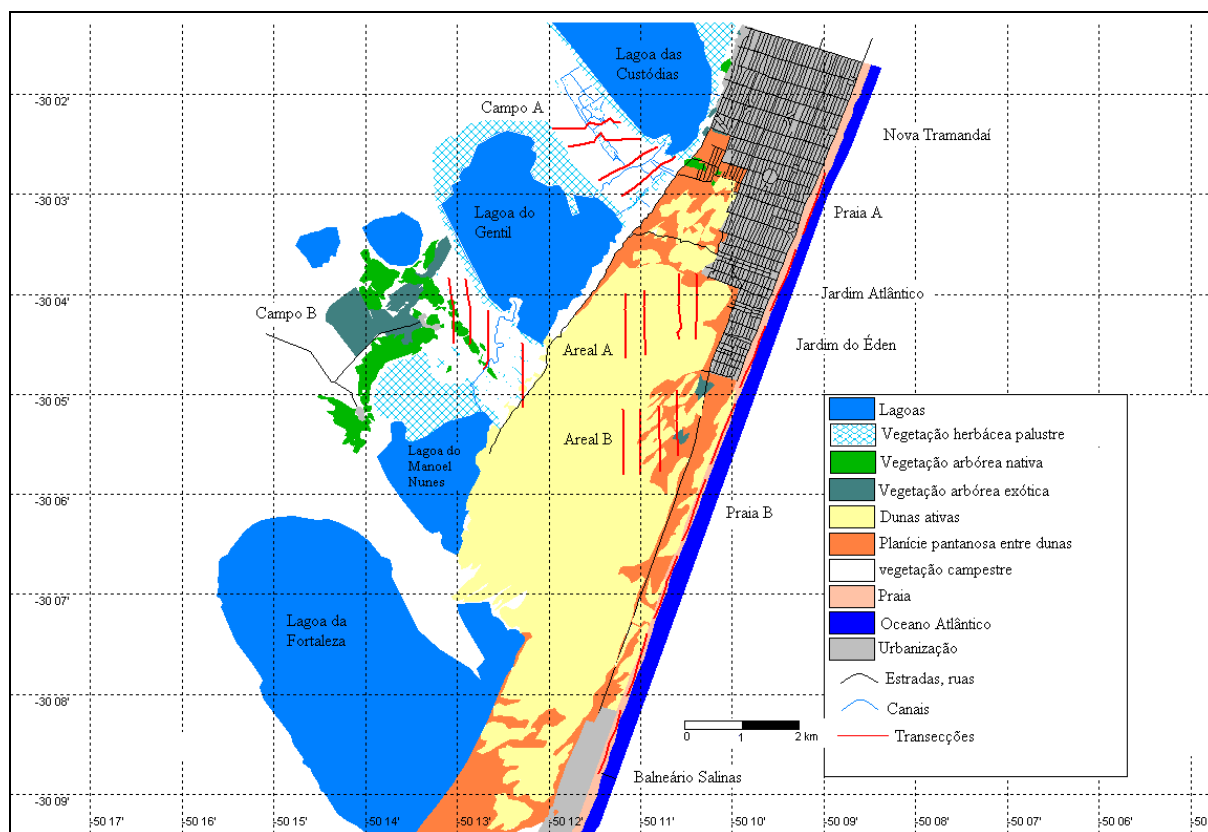 Lagoa das
Custódias
-30 02'
Campo A
Nova Tramandaí
-30 03'
Lagoa do
Gentil
Praia A
-30 04'
Jardim Atlântico
Campo B
Areal A
Jardim do Éden
-30 05'
Areal B
Lagoa do
Manoel
Nunes
-30 06'
Praia B
-30 07'
Lagoa da
Fortaleza
-30 08'
-30 09'
Balneário Salinas
Lagoas
Vegetação herbácea palustre
Vegetação arbórea nativa
Vegetação arbórea exótica
Dunas ativas
Planície pantanosa entre dunas
vegetação campestre
Praia
Oceano Atlântico
Urbanização
Estradas, ruas
Canais
Transecções
0 1 2 km
-50 17' -50 16' -50 15' -50 14' -50 13' -50 12' -50 11' -50 10' -50 09' -50 08' -50 07' -50 06' -50 05'